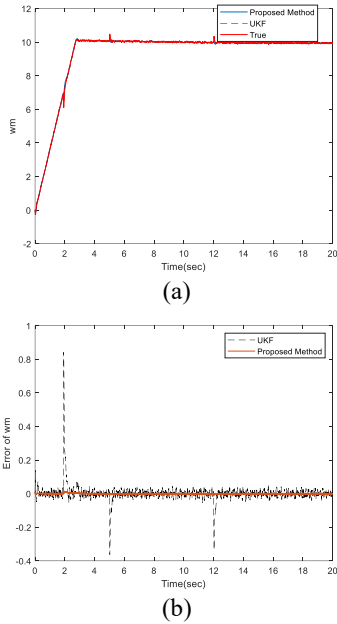 12
10
8
6
4
2
0
-2
wm
Proposed Method
UKF
True
0 2 4 6 8 10 12 14 16 18 20
Time(sec)
(a)
1
0.8
0.6
0.4
0.2
0
-0.2
-0.4
Error of wm
UKF
Proposed Method
0 2 4 6 8 10 12 14 16 18 20
Time(sec)
(b)